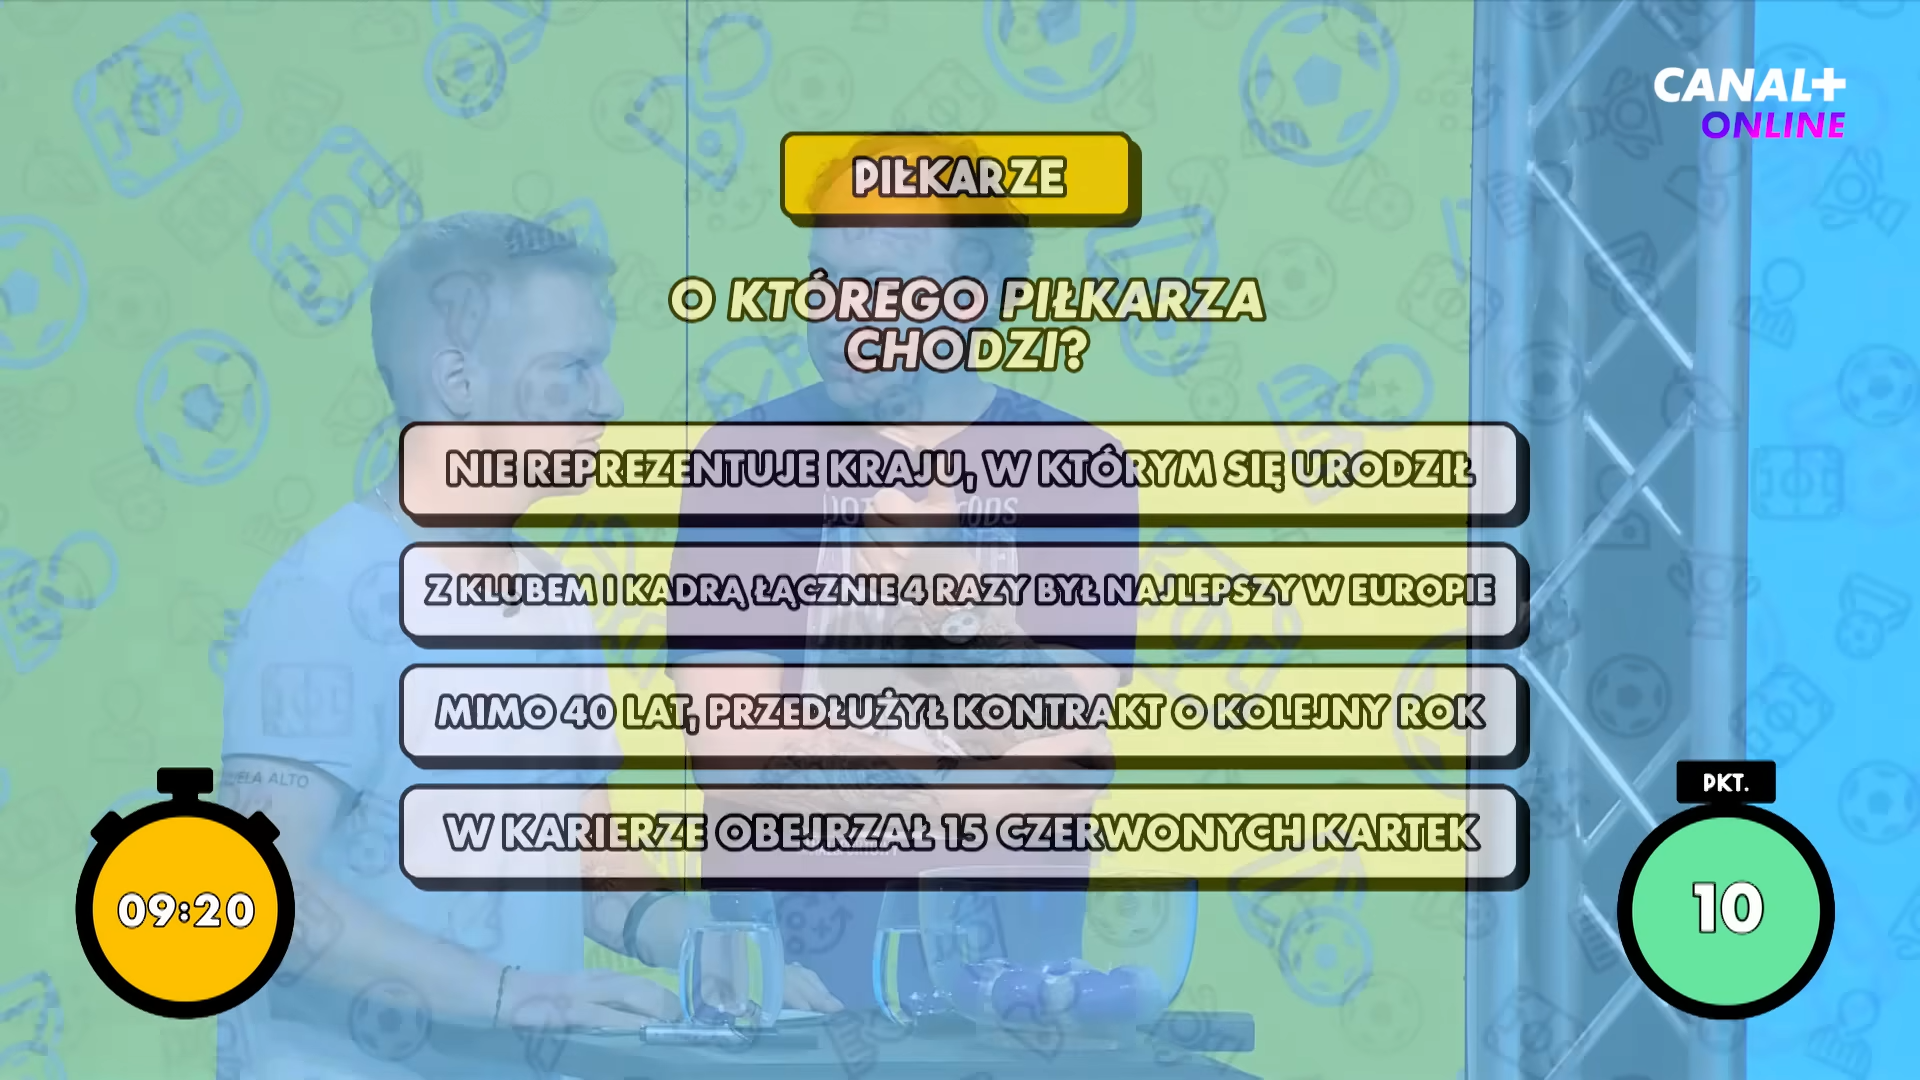 CANAL+
ONLINE
PIŁKARZE
O KTÓREGO PIŁKARZA
CHODZI?
NIE REPREZENTUJE KRAJU, W KTÓRYM SIĘ URODZIŁ
Z KLUBEM I KADRĄ ŁĄCZNIE 4 RAZY BYŁ NAJLEPSZY W EUROPIE
MIMO 40 LAT, PRZEDŁUŻYŁ KONTRAKT O KOLEJNY ROK
W KARIERZE OBEJRZAŁ 15 CZERWONYCH KARTEK
ALTO
PKT.
09:20
10